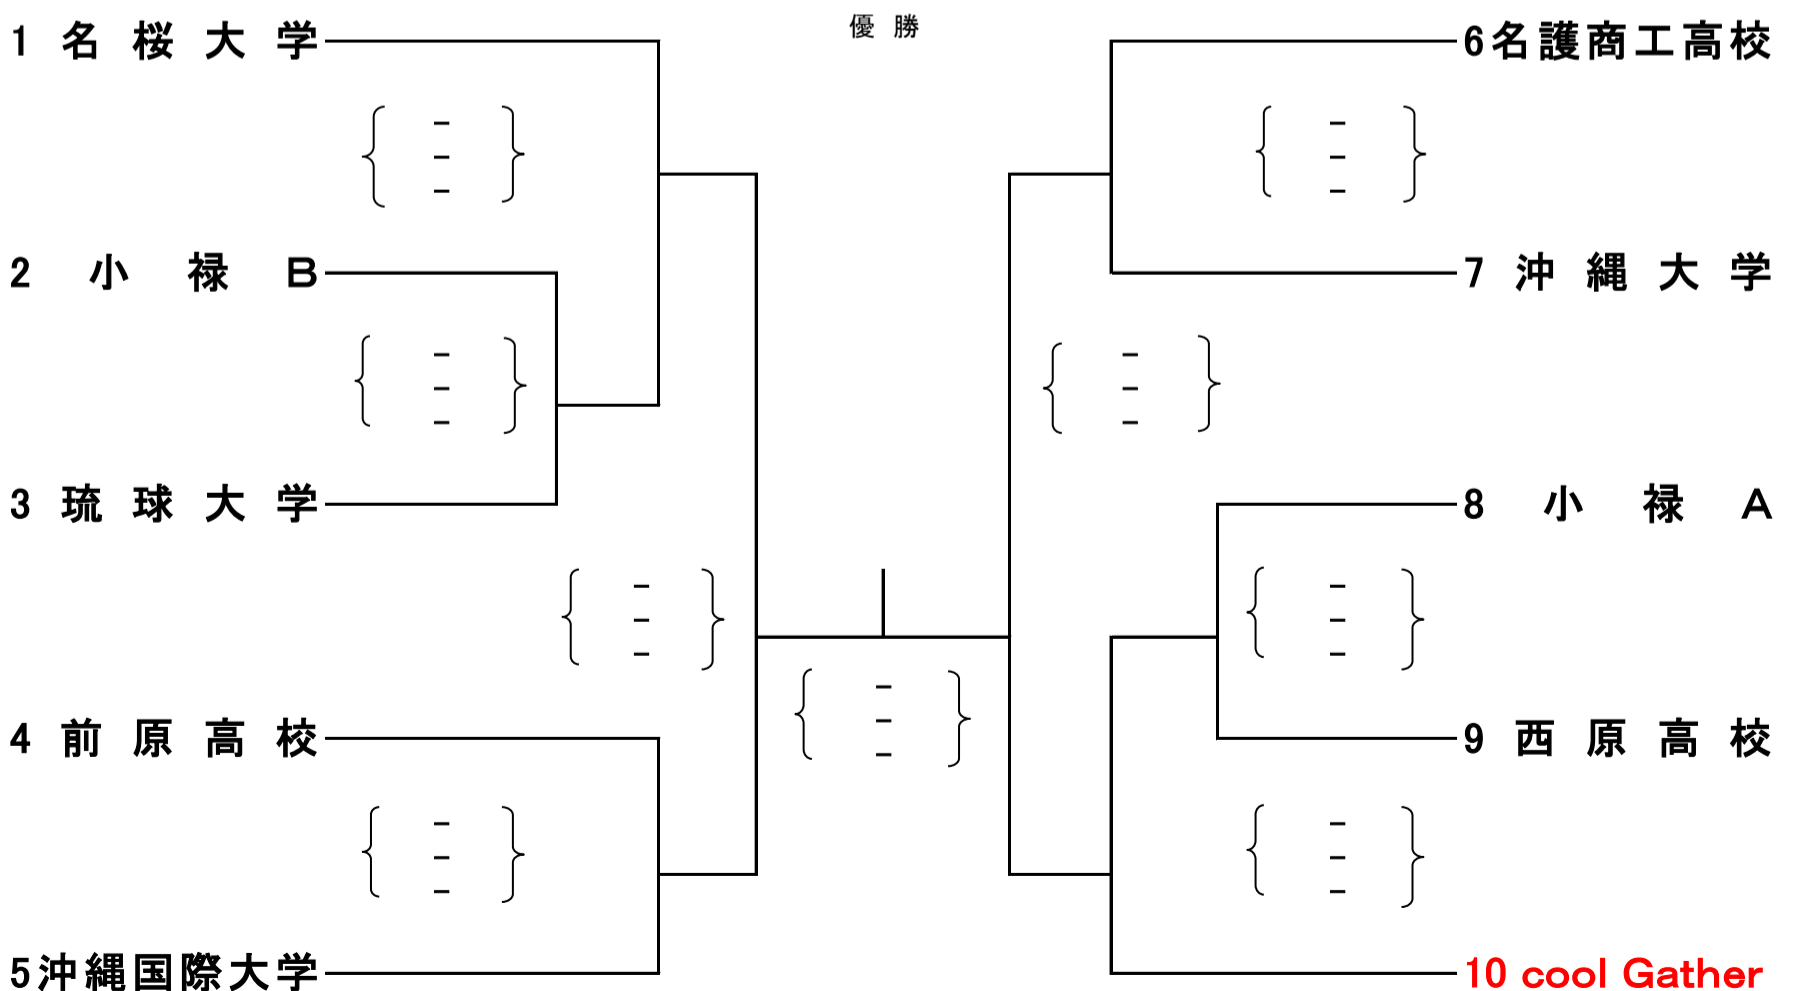 優 勝
1 名 桜 大 学
- 
- 
- 
2 小 禄 B
- 
- 
- 
3 琉 球 大 学
- 
- 
- 
4 前 原 高 校
- 
- 
- 
5 沖縄国際大学
- 
- 
- 
6 名護商工高校
- 
- 
- 
7 沖 縄 大 学
- 
- 
- 
8 小 禄 A
- 
- 
- 
9 西 原 高 校
- 
- 
- 
10 cool Gather